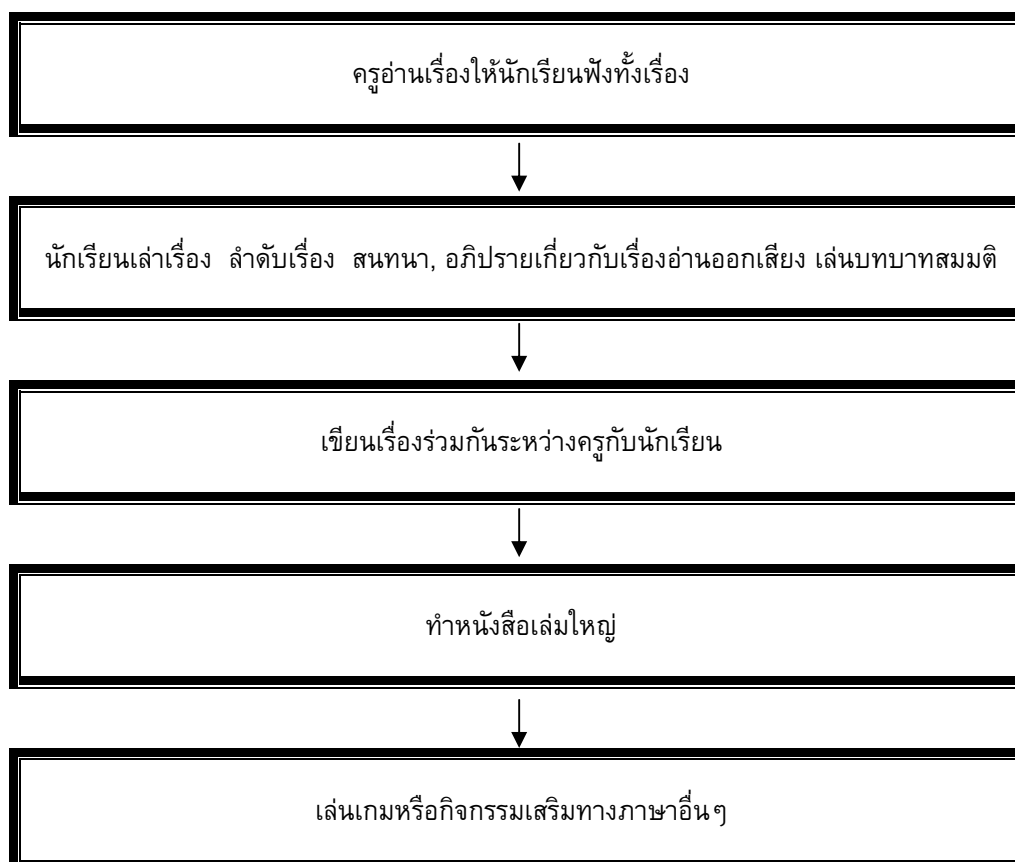 ครูอ่านเรื่องให้นักเรียนฟังทั้งเรื่อง
นักเรียนเล่าเรื่อง ลำดับเรื่อง สนทนา, อภิปรายเกี่ยวกับเรื่องอ่านออกเสียง เล่นบทบาทสมมติ
เขียนเรื่องร่วมกันระหว่างครูกับนักเรียน
ทำหนังสือเล่มใหญ่
เล่นเกมหรือกิจกรรมเสริมทางภาษาอื่นๆ